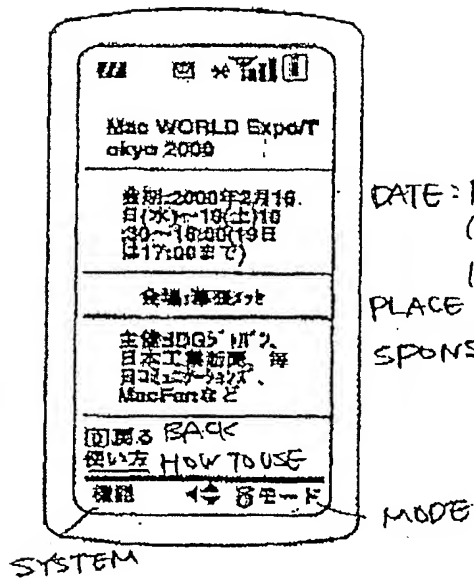 Mac WORLD Expo/T
okyo 2000
会期:2000年2月16
日(水)~19(土)10
:30~18:00(19日
は17:00まで)
会場:幕張メッセ
主催:IDGジャパン、
日本工業新聞、毎
日コミュニケーションズ、
MacFanなど
DATE:
PLACE
SPONS
戻る BACK
使い方 HOW TO USE
機能 モード
MODE
SYSTEM